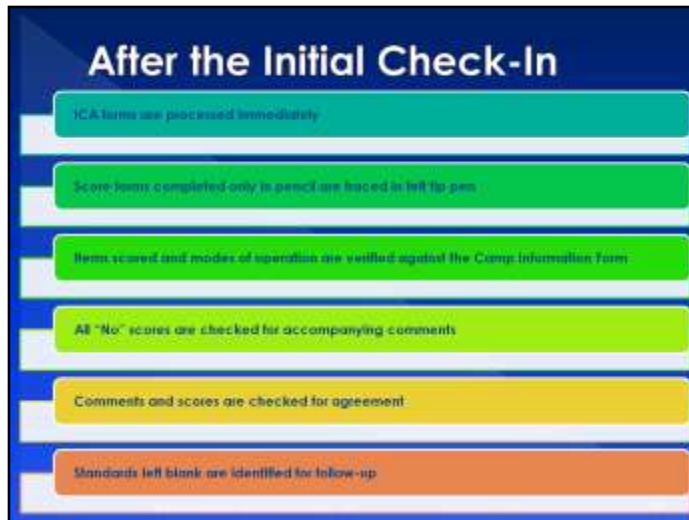 After the Initial Check-In
ICA forms are processed immediately
Score forms completed only in pencil are traced in felt tip pen
Items scored and modes of operation are verified against the Camp Information Form
All "No" scores are checked for accompanying comments
Comments and scores are checked for agreement
Standards left blank are identified for follow-up